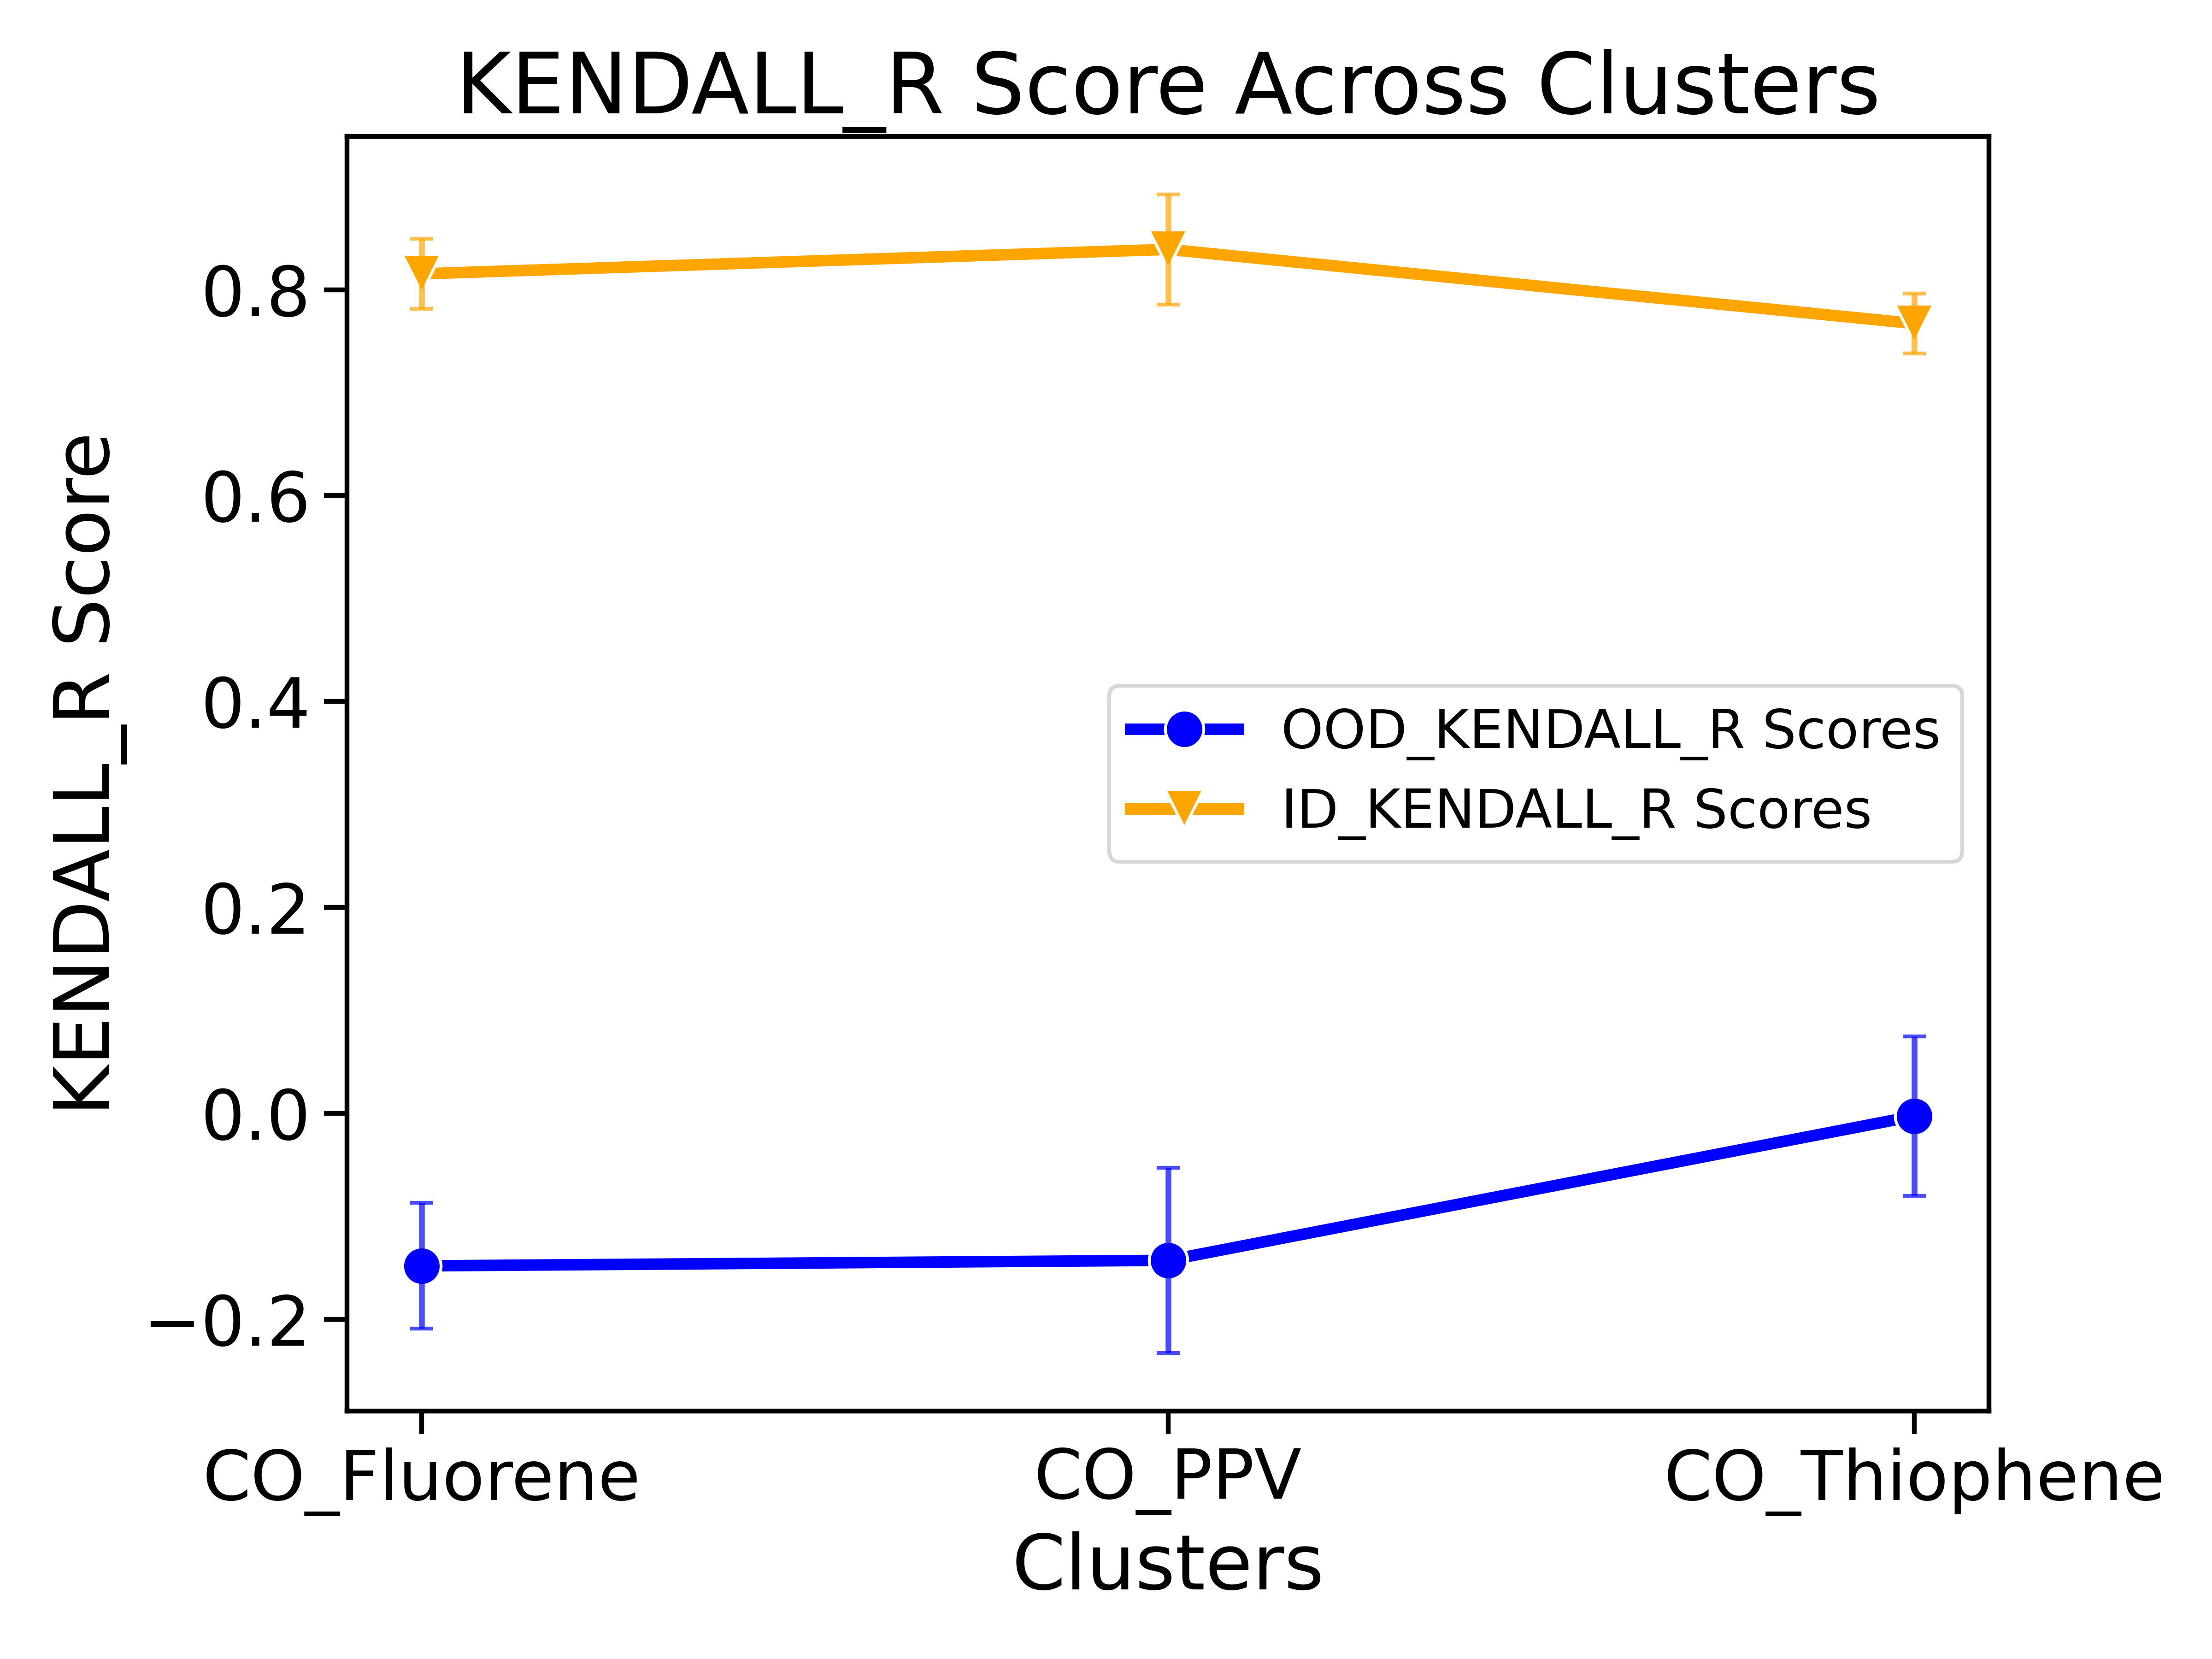 KENDALL_R Score Across Clusters
KENDALL_R Score
0.8
0.6
0.4
0.2
0.0
−0.2
OOD_KENDALL_R Scores
ID_KENDALL_R Scores
CO_Fluorene
CO_PPV
CO_Thiophene
Clusters